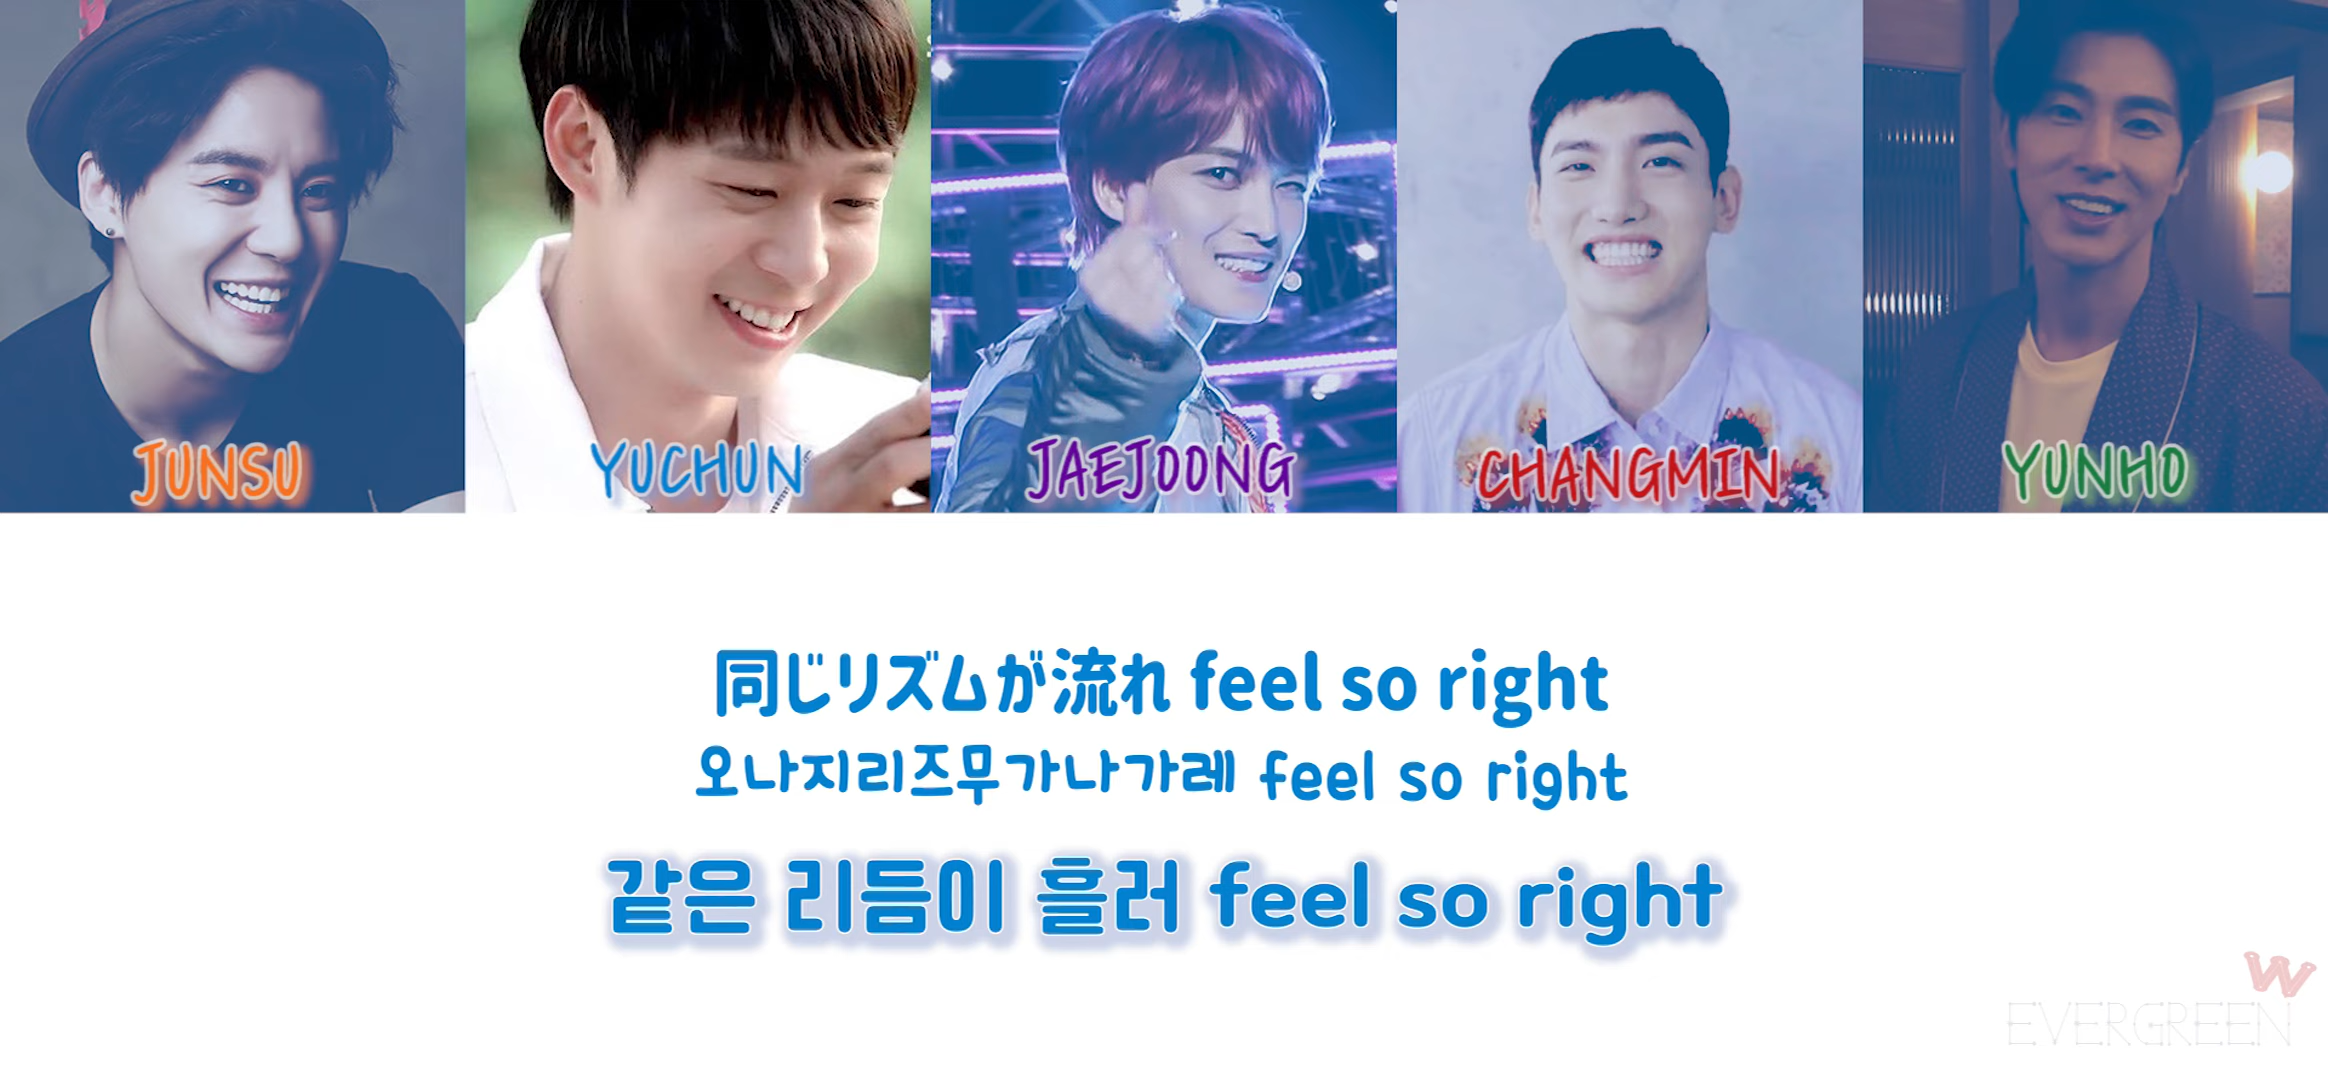 JUNSU
YUCHUN
JAEJOONG
CHANGMIN
YUNHO
同じリズムが流れ feel so right
오나지리즈무가나가레 feel so right
같은 리듬이 흘러 feel so right
W
EVERGREEN